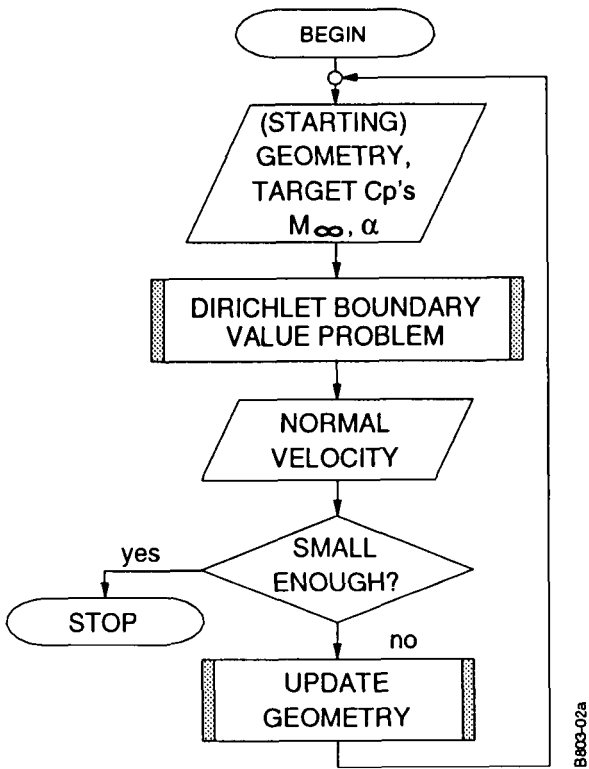 BEGIN
(STARTING)
GEOMETRY,
TARGET Cp's
M∞, α
DIRICHLET BOUNDARY
VALUE PROBLEM
NORMAL
VELOCITY
SMALL
ENOUGH?
yes
STOP
no
UPDATE
GEOMETRY
B803-02a